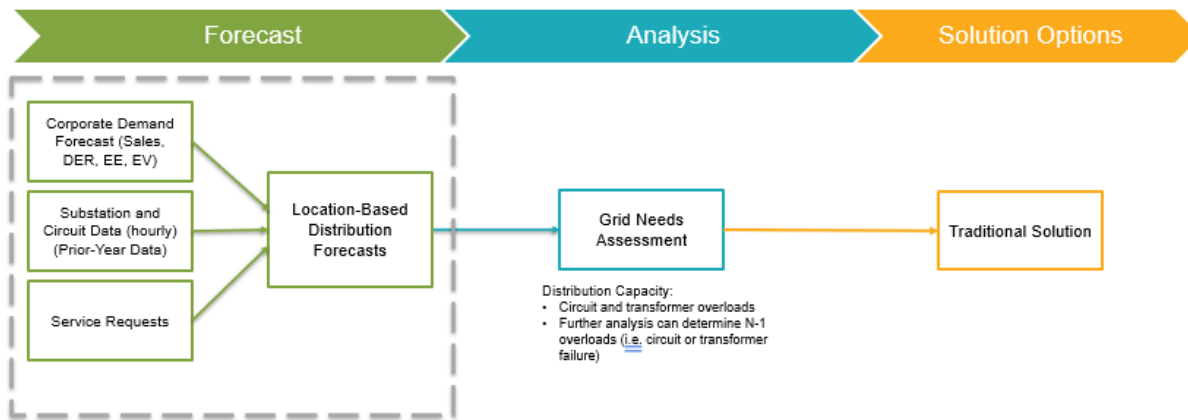 Forecast
Analysis
Solution Options
Corporate Demand
Forecast (Sales,
DER, EE, EV)
Substation and
Circuit Data (hourly)
(Prior-Year Data)
Service Requests
Location-Based
Distribution
Forecasts
Grid Needs
Assessment
Traditional Solution
Distribution Capacity:
• Circuit and transformer overloads
• Further analysis can determine N-1
overloads (i.e. circuit or transformer
failure)